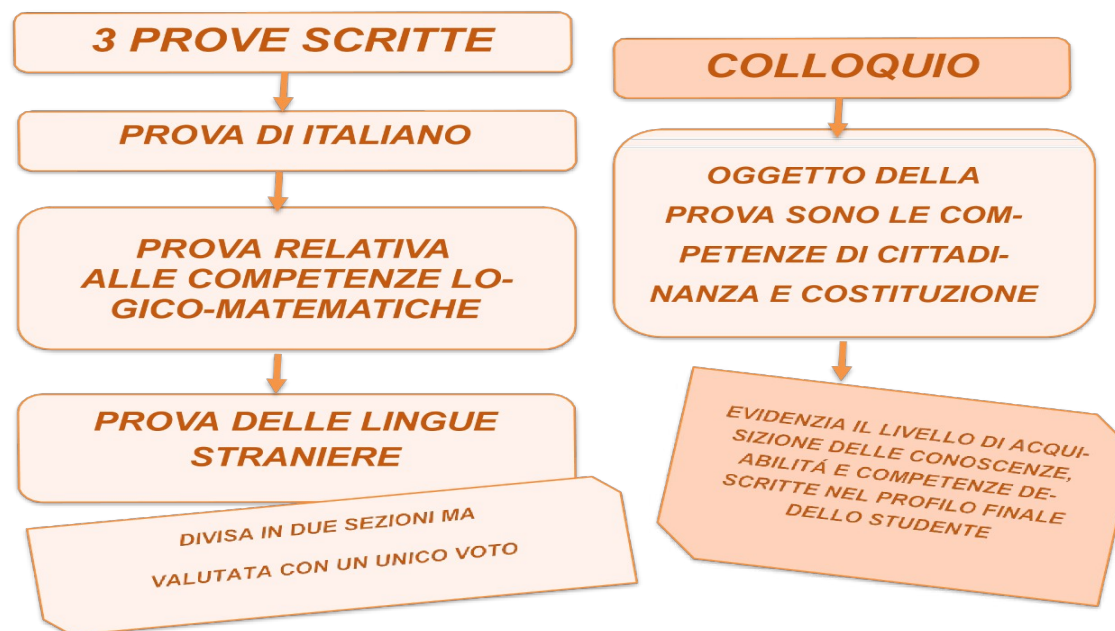 3 PROVE SCRITTE
PROVA DI ITALIANO
PROVA RELATIVA
ALLE COMPETENZE LO-
GICO-MATEMATICHE
PROVA DELLE LINGUE
STRANIERE
DIVISA IN DUE SEZIONI MA
VALUTATA CON UN UNICO VOTO
COLLOQUIO
OGGETTO DELLA
PROVA SONO LE COM-
PETENZE DI CITTADI-
NANZA E COSTITUZIONE
EVIDENZIA IL LIVELLO DI ACQUI-
SIZIONE DELLE CONOSCENZE,
ABILITÁ E COMPETENZE DE-
SCRITTE NEL PROFILO FINALE
DELLO STUDENTE